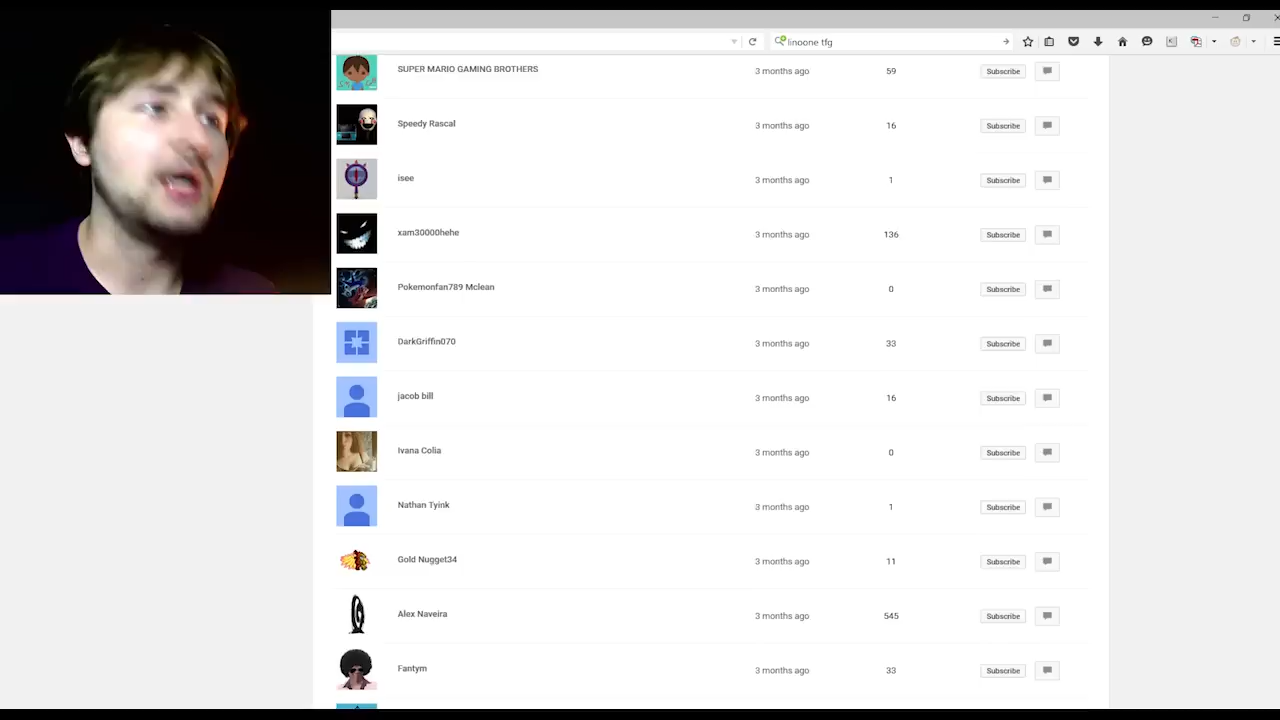 linoone tfg
SUPER MARIO GAMING BROTHERS 3 months ago 59 Subscribe
Speedy Rascal 3 months ago 16 Subscribe
isee 3 months ago 1 Subscribe
xam30000hehe 3 months ago 136 Subscribe
Pokemonfan789 Mclean 3 months ago 0 Subscribe
DarkGriffin070 3 months ago 33 Subscribe
jacob bill 3 months ago 16 Subscribe
Ivana Colia 3 months ago 0 Subscribe
Nathan Tyink 3 months ago 1 Subscribe
Gold Nugget34 3 months ago 11 Subscribe
Alex Naveira 3 months ago 545 Subscribe
Fantym 3 months ago 33 Subscribe